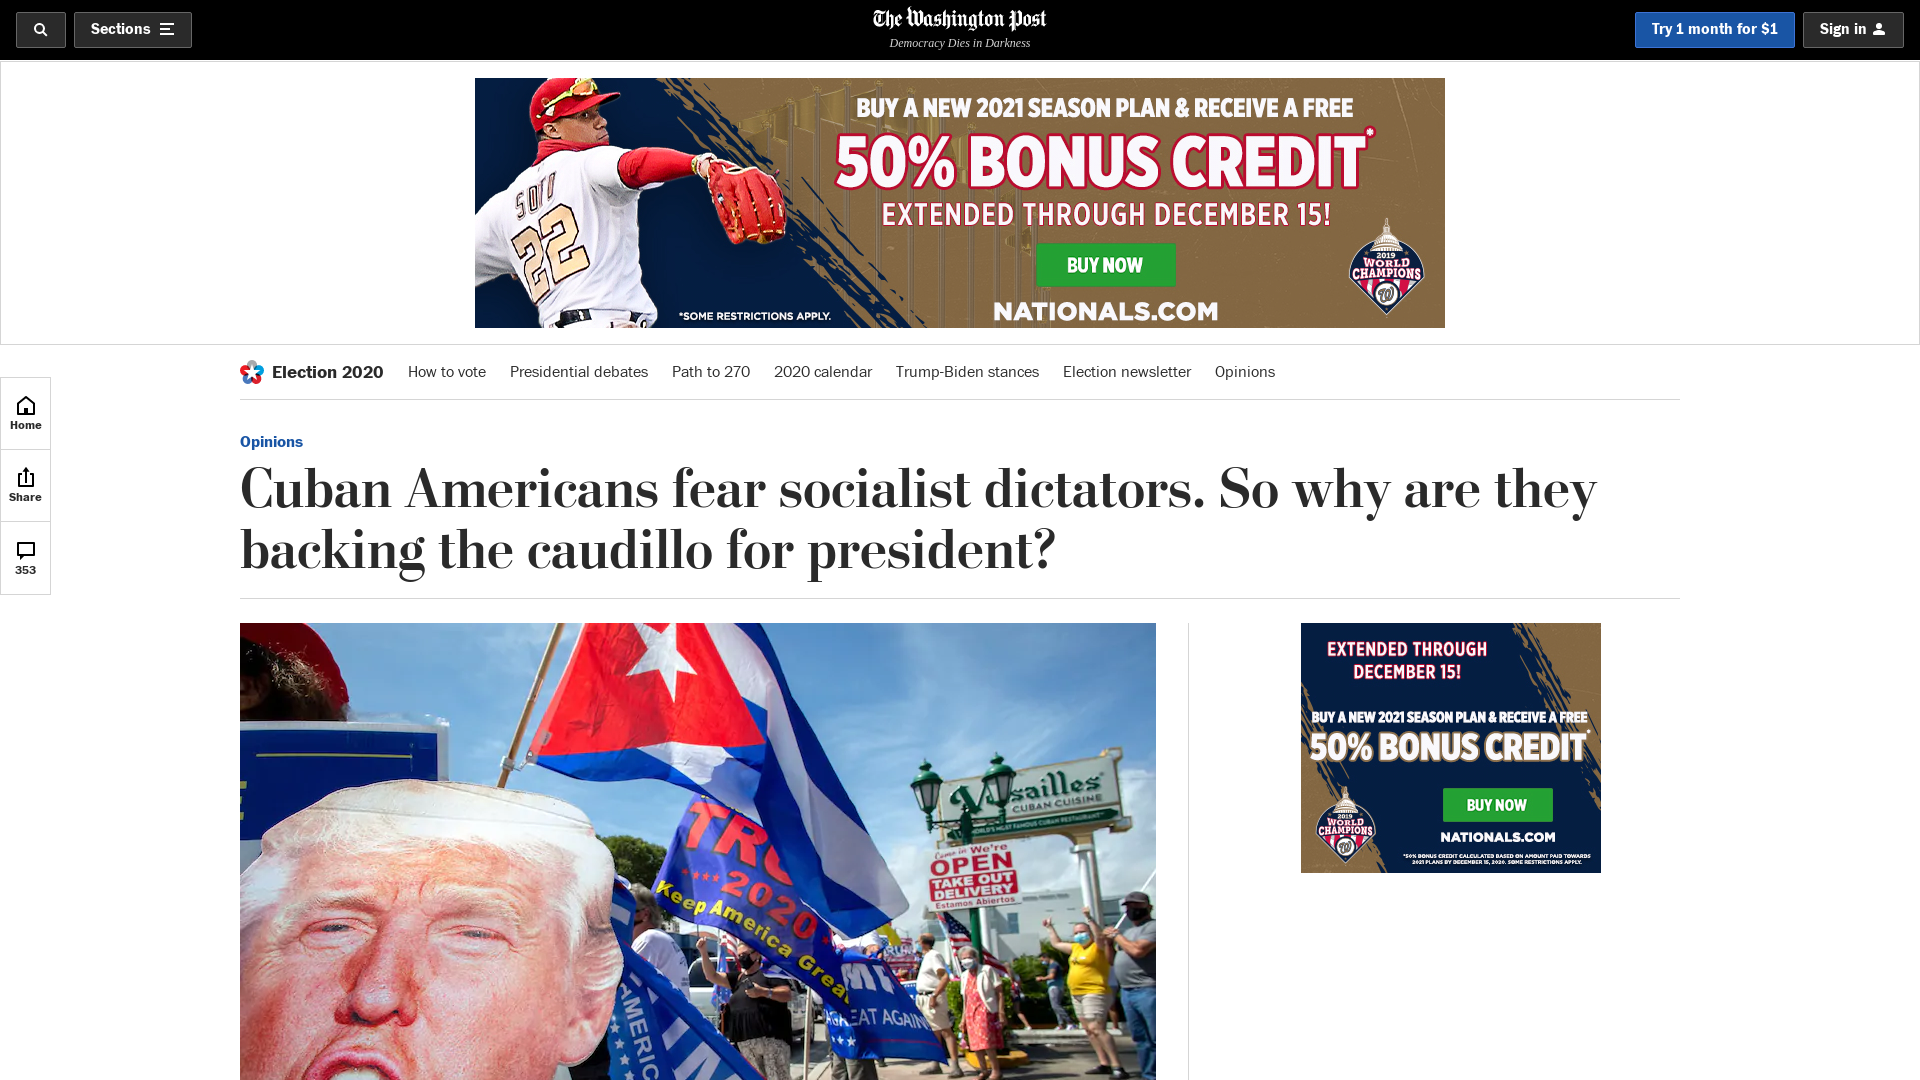 Sections
The Washington Post
Democracy Dies in Darkness
Try 1 month for $1
Sign in
BUY A NEW 2021 SEASON PLAN & RECEIVE A FREE
50% BONUS CREDIT*
EXTENDED THROUGH DECEMBER 15!
BUY NOW
NATIONALS.COM
*SOME RESTRICTIONS APPLY.
SOTO
22
2019
WORLD
CHAMPIONS
W
Election 2020
How to vote
Presidential debates
Path to 270
2020 calendar
Trump-Biden stances
Election newsletter
Opinions
Home
Share
353
Opinions
Cuban Americans fear socialist dictators. So why are they
backing the caudillo for president?
2020
Keep America Great
CUBAN CUISINE
WORLD'S MOST FAMOUS CUBAN RESTAURANT
Come in We're
OPEN
TAKE OUT
DELIVERY
Estamos Abiertos
GREAT AGAIN
EXTENDED THROUGH
DECEMBER 15!
BUY A NEW 2021 SEASON PLAN & RECEIVE A FREE
50% BONUS CREDIT*
BUY NOW
NATIONALS.COM
*50% BONUS CREDIT CALCULATED BASED ON AMOUNT PAID TOWARDS
2021 PLANS BY DECEMBER 15, 2020. SOME RESTRICTIONS APPLY.
2019
WORLD
CHAMPIONS
W